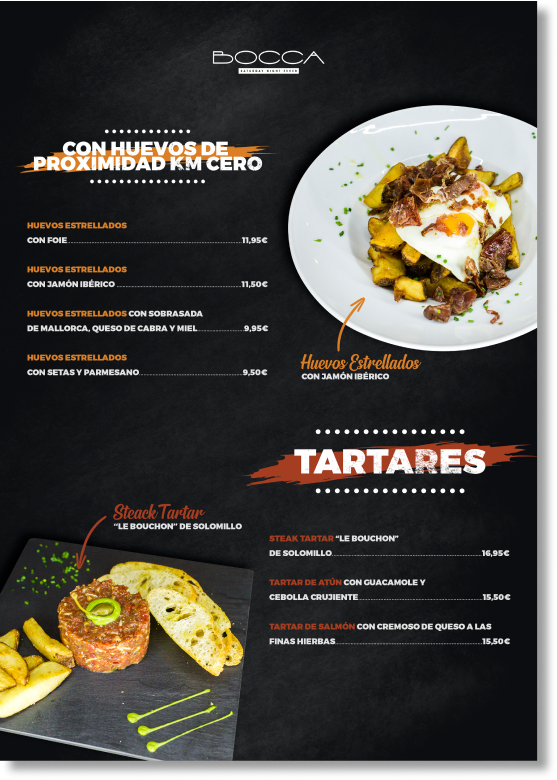 BOCCA
SATURDAY NIGHT FEVER
CON HUEVOS DE
PROXIMIDAD KM CERO
HUEVOS ESTRELLADOS
CON FOIE 11,95€
HUEVOS ESTRELLADOS
CON JAMÓN IBÉRICO 11,50€
HUEVOS ESTRELLADOS CON SOBRASADA
DE MALLORCA, QUESO DE CABRA Y MIEL 9,95€
HUEVOS ESTRELLADOS
CON SETAS Y PARMESANO 9,50€
Huevos Estrellados
CON JAMÓN IBÉRICO
TARTARES
Steack Tartar
"LE BOUCHON" DE SOLOMILLO
STEAK TARTAR "LE BOUCHON"
DE SOLOMILLO 16,95€
TARTAR DE ATÚN CON GUACAMOLE Y
CEBOLLA CRUJIENTE 15,50€
TARTAR DE SALMÓN CON CREMOSO DE QUESO A LAS
FINAS HIERBAS 15,50€